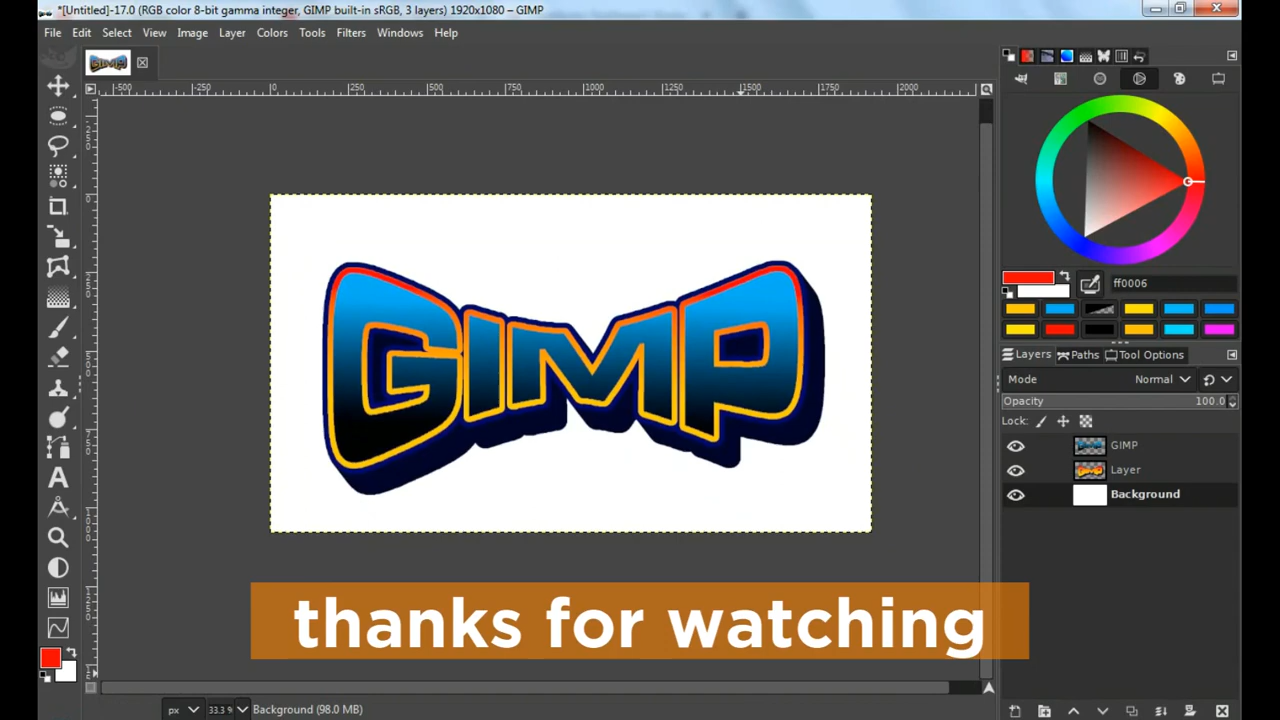 *[Untitled]-17.0 (RGB color 8-bit gamma integer, GIMP built-in sRGB, 3 layers) 1920x1080 – GIMP
File Edit Select View Image Layer Colors Tools Filters Windows Help
-500 -250 0 250 500 750 1000 1250 1500 1750 2000
ff0006
Layers Paths Tool Options
Mode Normal
Opacity 100.0
Lock:
GIMP
Layer
Background
GIMP
thanks for watching
px 33.3 % Background (98.0 MB)